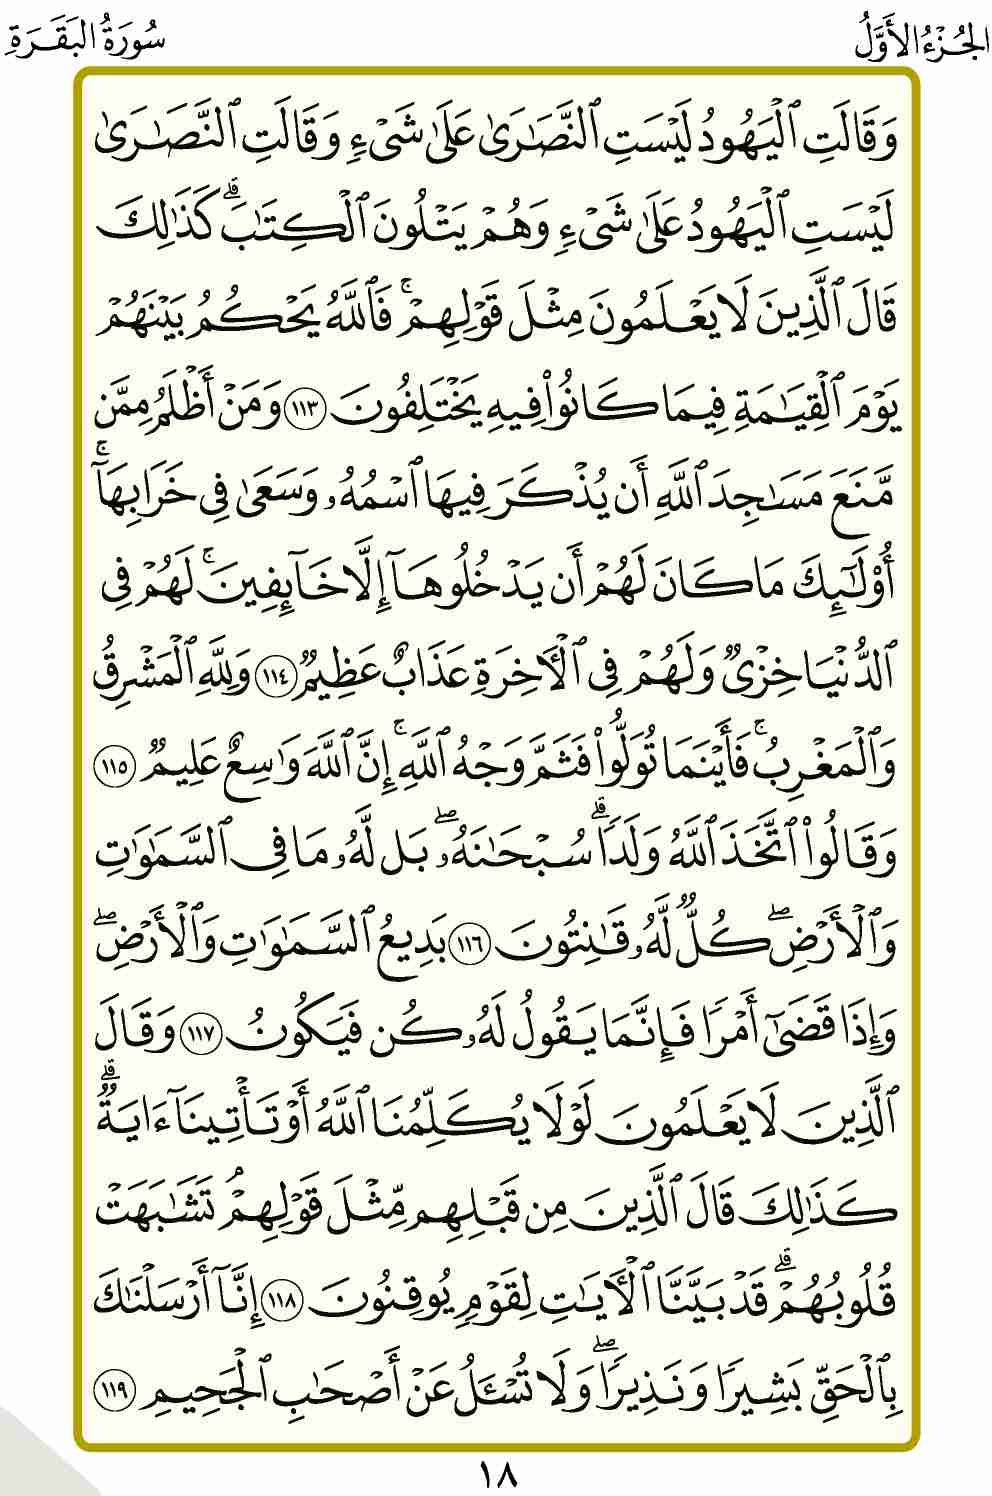 الجُزْءُ الأَوَّلُ
سُورَةُ البَقَرَةِ
وَقَالَتِ ٱلْيَهُودُ لَيْسَتِ ٱلنَّصَٰرَىٰ عَلَىٰ شَىْءٍ وَقَالَتِ ٱلنَّصَٰرَىٰ
لَيْسَتِ ٱلْيَهُودُ عَلَىٰ شَىْءٍ وَهُمْ يَتْلُونَ ٱلْكِتَٰبَ ۗ كَذَٰلِكَ
قَالَ ٱلَّذِينَ لَا يَعْلَمُونَ مِثْلَ قَوْلِهِمْ ۚ فَٱللَّهُ يَحْكُمُ بَيْنَهُمْ
يَوْمَ ٱلْقِيَٰمَةِ فِيمَا كَانُوا۟ فِيهِ يَخْتَلِفُونَ ١١٣ وَمَنْ أَظْلَمُ مِمَّن
مَّنَعَ مَسَٰجِدَ ٱللَّهِ أَن يُذْكَرَ فِيهَا ٱسْمُهُۥ وَسَعَىٰ فِى خَرَابِهَآ ۚ
أُو۟لَٰٓئِكَ مَا كَانَ لَهُمْ أَن يَدْخُلُوهَآ إِلَّا خَآئِفِينَ ۚ لَهُمْ فِى
ٱلدُّنْيَا خِزْىٌ وَلَهُمْ فِى ٱلْأَخِرَةِ عَذَابٌ عَظِيمٌ ١١٤ وَلِلَّهِ ٱلْمَشْرِقُ
وَٱلْمَغْرِبُ ۚ فَأَيْنَمَا تُوَلُّوا۟ فَثَمَّ وَجْهُ ٱللَّهِ ۚ إِنَّ ٱللَّهَ وَٰسِعٌ عَلِيمٌ ١١٥
وَقَالُوا۟ ٱتَّخَذَ ٱللَّهُ وَلَدًا ۗ سُبْحَٰنَهُۥ ۖ بَل لَّهُۥ مَا فِى ٱلسَّمَٰوَٰتِ
وَٱلْأَرْضِ ۖ كُلٌّ لَّهُۥ قَٰنِتُونَ ١١٦ بَدِيعُ ٱلسَّمَٰوَٰتِ وَٱلْأَرْضِ ۖ
وَإِذَا قَضَىٰٓ أَمْرًا فَإِنَّمَا يَقُولُ لَهُۥ كُن فَيَكُونُ ١١٧ وَقَالَ
ٱلَّذِينَ لَا يَعْلَمُونَ لَوْلَا يُكَلِّمُنَا ٱللَّهُ أَوْ تَأْتِينَآ ءَايَةٌ ۗ
كَذَٰلِكَ قَالَ ٱلَّذِينَ مِن قَبْلِهِم مِّثْلَ قَوْلِهِمْ ۘ تَشَٰبَهَتْ
قُلُوبُهُمْ ۗ قَدْ بَيَّنَّا ٱلْأَيَٰتِ لِقَوْمٍ يُوقِنُونَ ١١٨ إِنَّآ أَرْسَلْنَٰكَ
بِٱلْحَقِّ بَشِيرًا وَنَذِيرًا ۖ وَلَا تُسْـَٔلُ عَنْ أَصْحَٰبِ ٱلْجَحِيمِ ١١٩
١٨